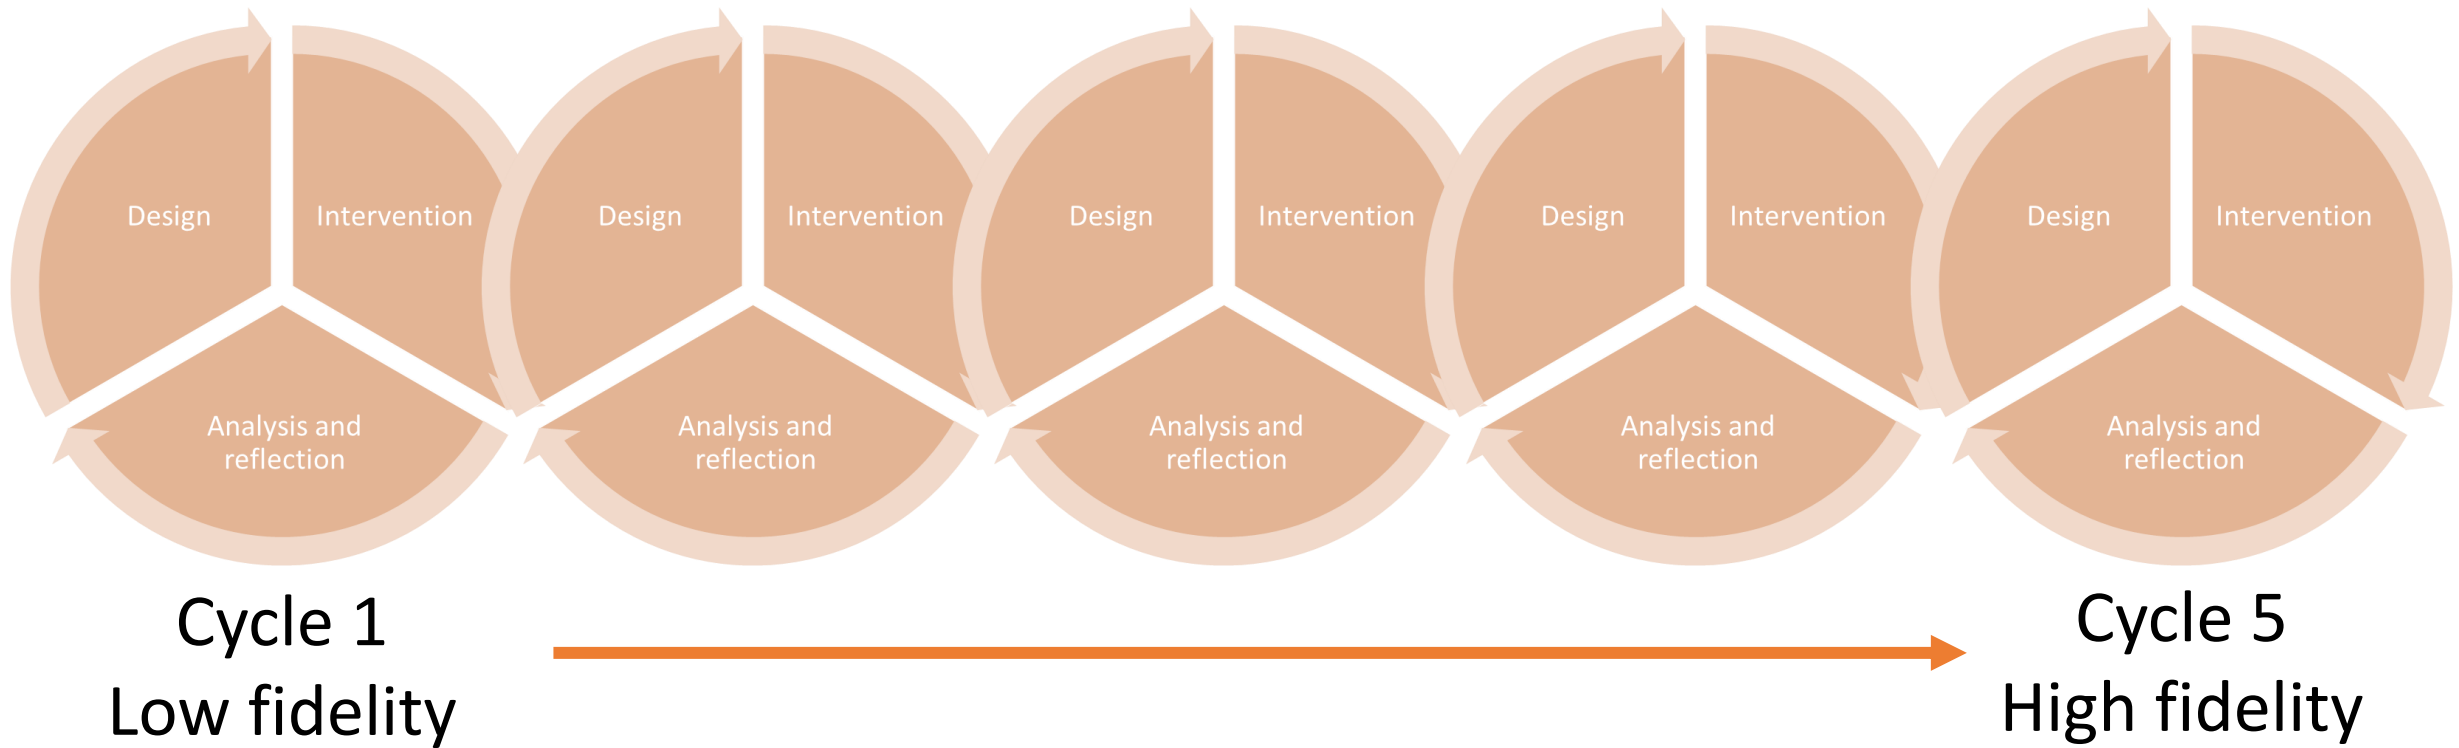 Design
Intervention
Analysis and
reflection
Design
Intervention
Analysis and
reflection
Design
Intervention
Analysis and
reflection
Design
Intervention
Analysis and
reflection
Design
Intervention
Analysis and
reflection
Cycle 1
Low fidelity
Cycle 5
High fidelity